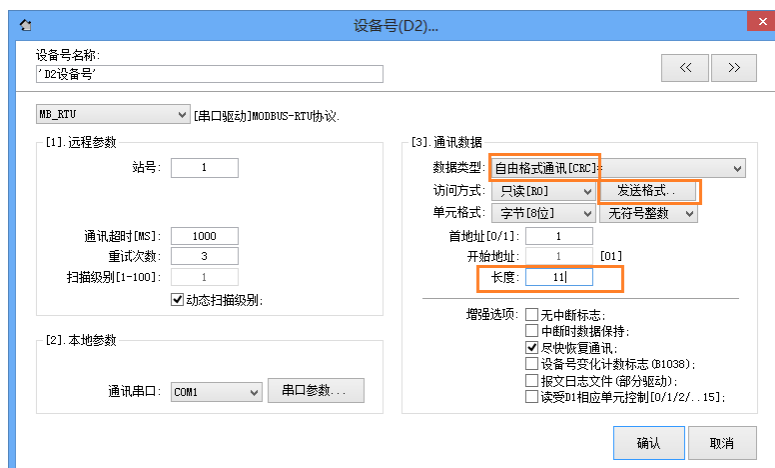 设备号(D2)...
×
设备号名称:
'D2设备号'
<<
>>
MB_RTU
[串口驱动]MODBUS-RTU协议.
[1].远程参数
站号: 1
通讯超时[MS]: 1000
重试次数: 3
扫描级别[1-100]: 1
动态扫描级别;
[2].本地参数
通讯串口: COM1 串口参数...
[3].通讯数据
数据类型: 自由格式通讯[CRC]=
访问方式: 只读[RO] 发送格式..
单元格式: 字节[8位] 无符号整数
首地址[0/1]: 1
开始地址: 1 [01]
长度: 11
增强选项: 无中断标志;
中断时数据保持;
尽快恢复通讯;
设备号变化计数标志(B1038);
报文日志文件(部分驱动);
读受D1相应单元控制[0/1/2/..15];
确认
取消